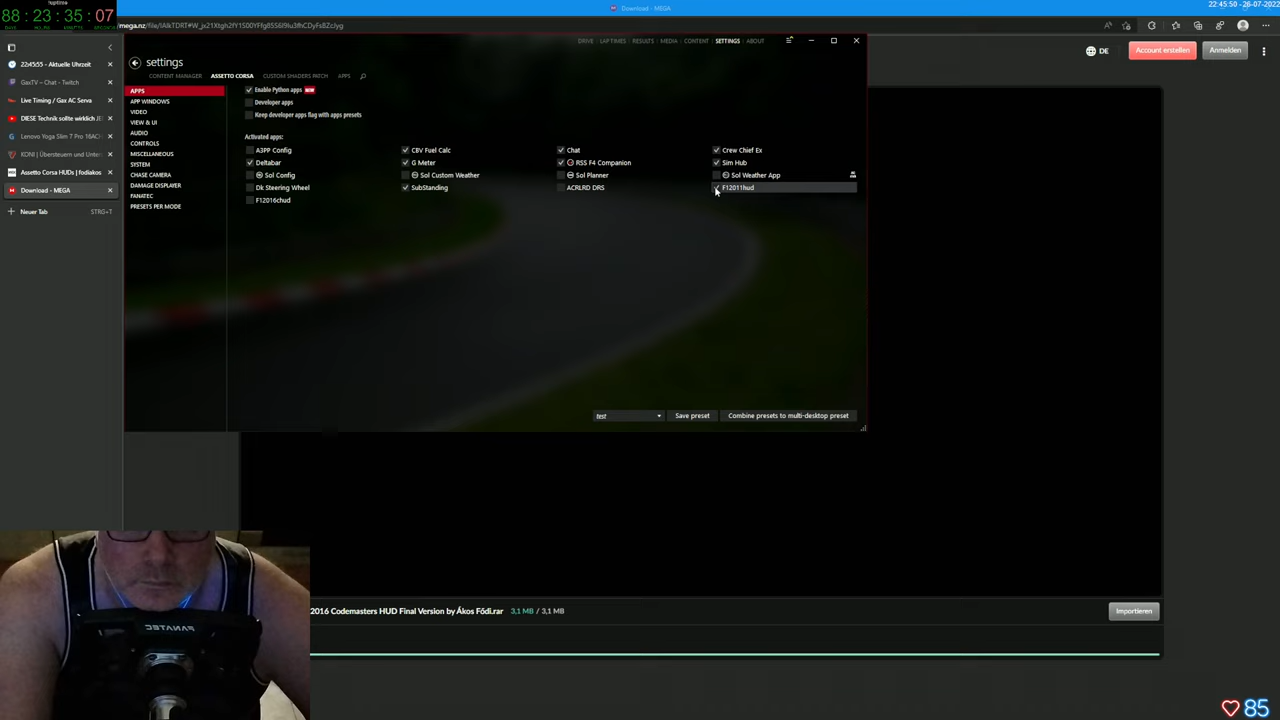 Uptime
88:23:35:07
22:45:50 - 26-07-2022
Download - MEGA
DRIVE LAP TIMES RESULTS MEDIA CONTENT SETTINGS ABOUT
settings
CONTENT MANAGER ASSETTO CORSA CUSTOM SHADERS PATCH APPS
DE
Account erstellen
Anmelden
22:45:55 - Aktuelle Uhrzeit
GaxTV – Chat - Twitch
Live Timing / Gax AC Serva
DIESE Technik sollte wirklich JE
Lenovo Yoga Slim 7 Pro 16AC
KONI | Übersteuern und Unte
Assetto Corsa HUDs | fodiakos
Download - MEGA
Neuer Tab STRG+T
APPS
APP WINDOWS
VIDEO
VIEW & UI
AUDIO
CONTROLS
MISCELLANEOUS
SYSTEM
CHASE CAMERA
DAMAGE DISPLAYER
FANATEC
PRESETS PER MODE
Enable Python apps NEW
Developer apps
Keep developer apps flag with apps presets
Activated apps:
A3PP Config CBV Fuel Calc Chat Crew Chief Ex
Deltabar G Meter RSS F4 Companion Sim Hub
Sol Config Sol Custom Weather Sol Planner Sol Weather App
Dk Steering Wheel SubStanding ACRLRD DRS F12011hud
F12016chud
test Save preset Combine presets to multi-desktop preset
FANATEC
2016 Codemasters HUD Final Version by Ákos Fődi.rar 3,1 MB / 3,1 MB
Importieren
85